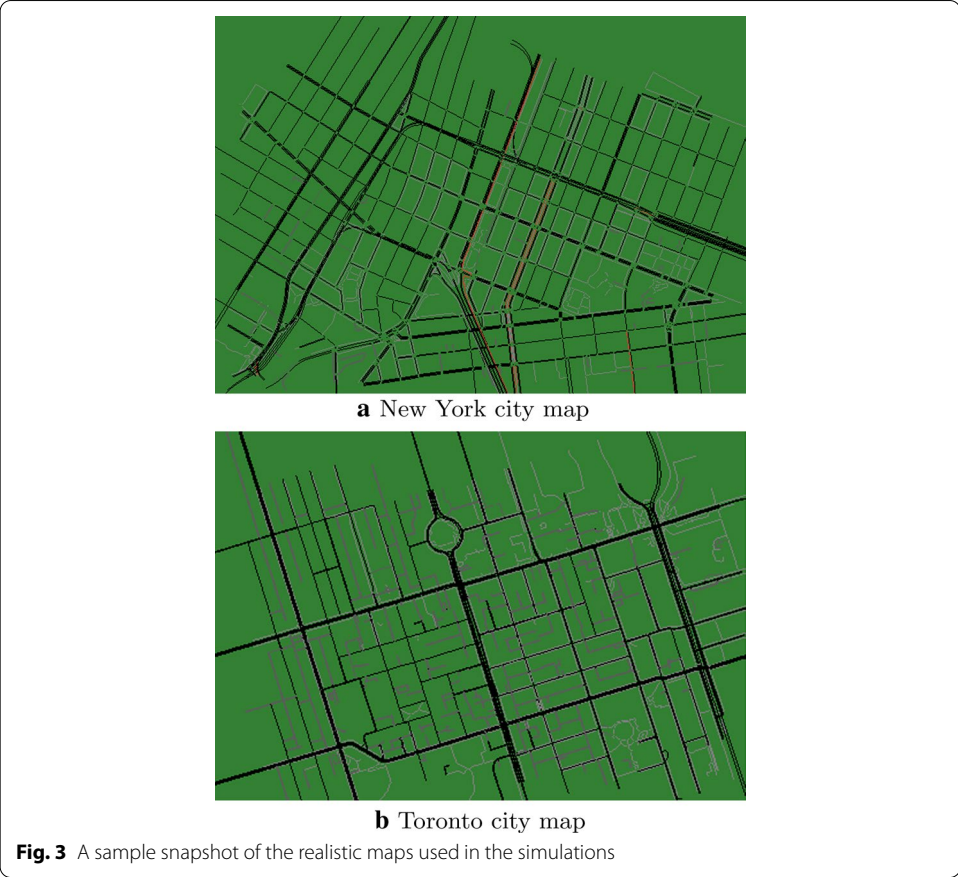 a New York city map
b Toronto city map
Fig. 3 A sample snapshot of the realistic maps used in the simulations